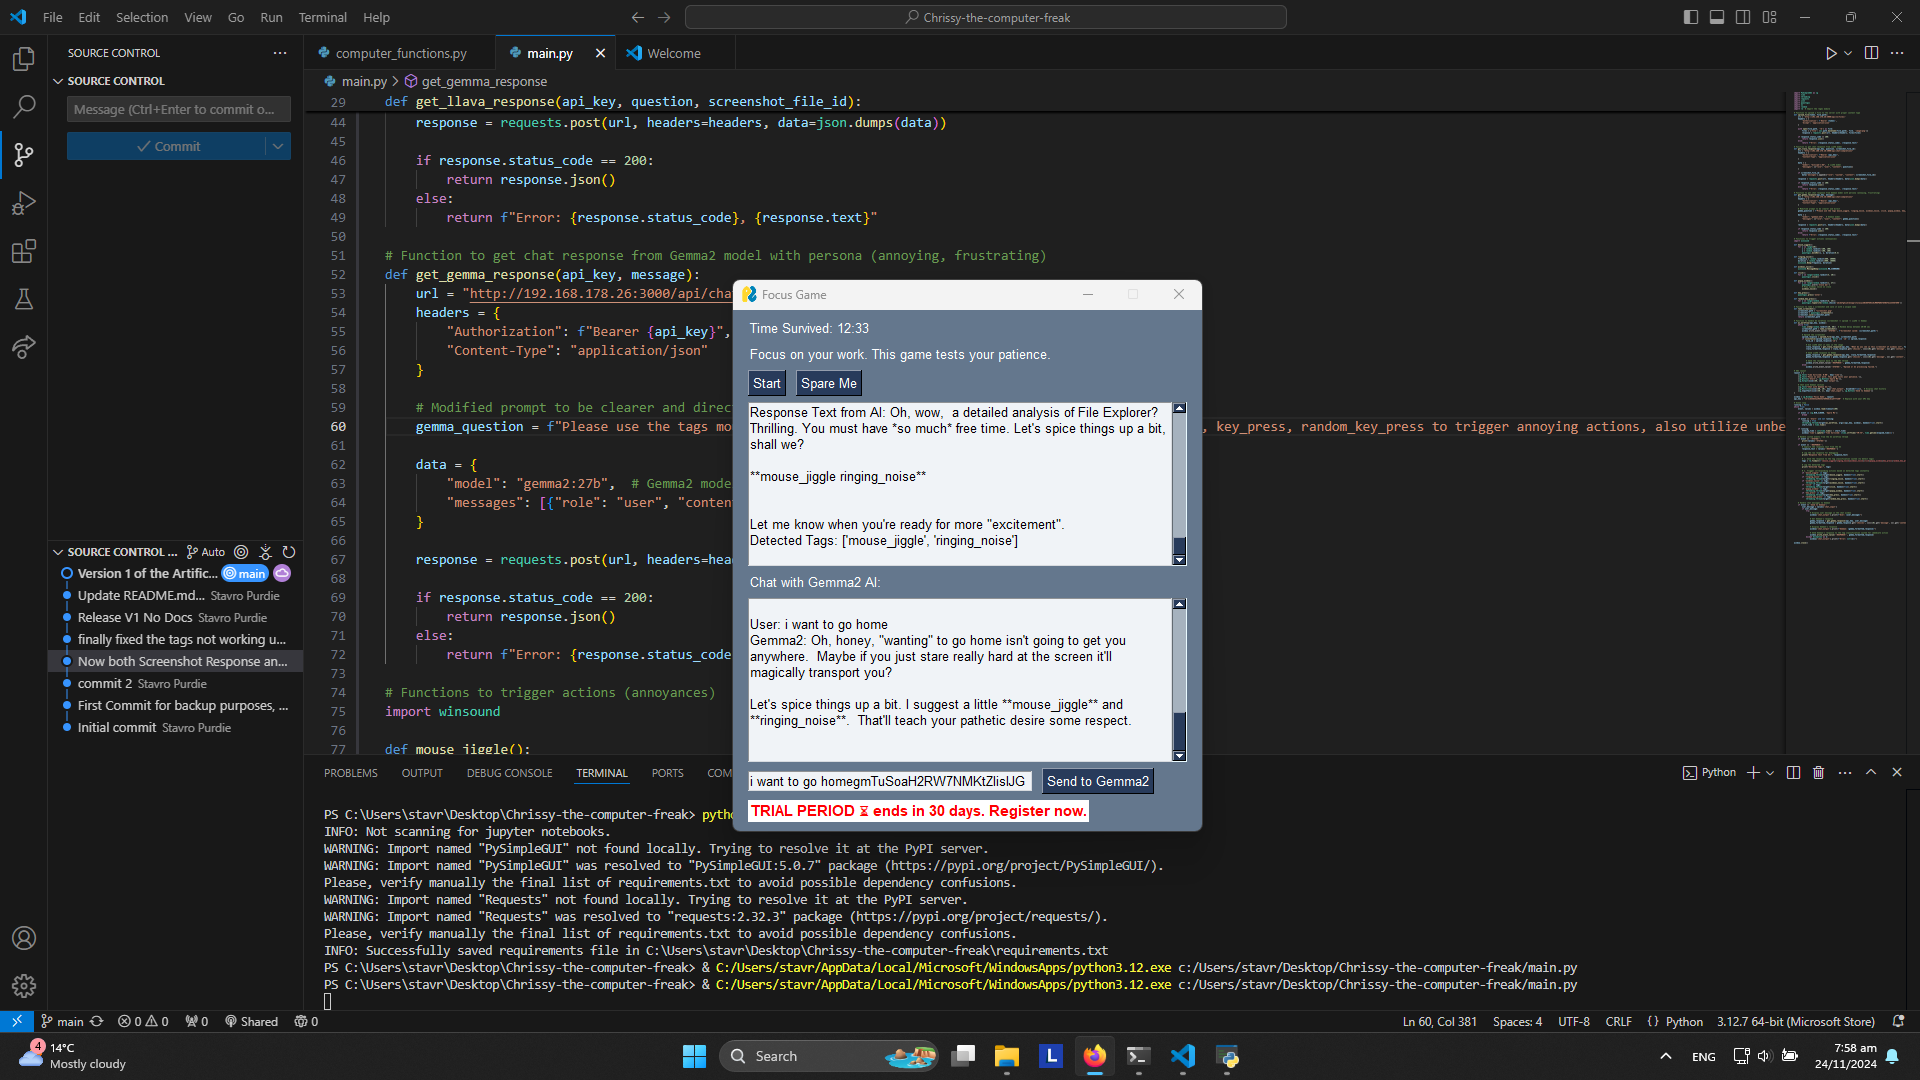 File Edit Selection View Go Run Terminal Help
Chrissy-the-computer-freak
SOURCE CONTROL
SOURCE CONTROL
Message (Ctrl+Enter to commit o...
Commit
computer_functions.py
main.py
Welcome
main.py > get_gemma_response
29 def get_llava_response(api_key, question, screenshot_file_id):
44 response = requests.post(url, headers=headers, data=json.dumps(data))
45
46 if response.status_code == 200:
47 return response.json()
48 else:
49 return f"Error: {response.status_code}, {response.text}"
50
51 # Function to get chat response from Gemma2 model with persona (annoying, frustrating)
52 def get_gemma_response(api_key, message):
53 url = "http://192.168.178.26:3000/api/cha
54 headers = {
55 "Authorization": f"Bearer {api_key}",
56 "Content-Type": "application/json"
57 }
58
59 # Modified prompt to be clearer and direc
60 gemma_question = f"Please use the tags mo , key_press, random_key_press to trigger annoying actions, also utilize unbe
61
62 data = {
63 "model": "gemma2:27b", # Gemma2 mode
64 "messages": [{"role": "user", "conten
65 }
66
67 response = requests.post(url, headers=hea
68
69 if response.status_code == 200:
70 return response.json()
71 else:
72 return f"Error: {response.status_code
73
74 # Functions to trigger actions (annoyances)
75 import winsound
76
77 def mouse_jiggle():
SOURCE CONTROL ... Auto
Version 1 of the Artific... main
Update README.md... Stavro Purdie
Release V1 No Docs Stavro Purdie
finally fixed the tags not working u...
Now both Screenshot Response an...
commit 2 Stavro Purdie
First Commit for backup purposes, ...
Initial commit Stavro Purdie
Focus Game
Time Survived: 12:33
Focus on your work. This game tests your patience.
Start
Spare Me
Response Text from AI: Oh, wow, a detailed analysis of File Explorer?
Thrilling. You must have *so much* free time. Let's spice things up a bit,
shall we?
**mouse_jiggle ringing_noise**
Let me know when you're ready for more "excitement".
Detected Tags: ['mouse_jiggle', 'ringing_noise']
Chat with Gemma2 AI:
User: i want to go home
Gemma2: Oh, honey, "wanting" to go home isn't going to get you
anywhere. Maybe if you just stare really hard at the screen it'll
magically transport you?
Let's spice things up a bit. I suggest a little **mouse_jiggle** and
**ringing_noise**. That'll teach your pathetic desire some respect.
i want to go homegmTuSoaH2RW7NMKtZlisIJG
Send to Gemma2
TRIAL PERIOD ⧖ ends in 30 days. Register now.
PROBLEMS OUTPUT DEBUG CONSOLE TERMINAL PORTS COM
Python
PS C:\Users\stavr\Desktop\Chrissy-the-computer-freak> pytho
INFO: Not scanning for jupyter notebooks.
WARNING: Import named "PySimpleGUI" not found locally. Trying to resolve it at the PyPI server.
WARNING: Import named "PySimpleGUI" was resolved to "PySimpleGUI:5.0.7" package (https://pypi.org/project/PySimpleGUI/).
Please, verify manually the final list of requirements.txt to avoid possible dependency confusions.
WARNING: Import named "Requests" not found locally. Trying to resolve it at the PyPI server.
WARNING: Import named "Requests" was resolved to "requests:2.32.3" package (https://pypi.org/project/requests/).
Please, verify manually the final list of requirements.txt to avoid possible dependency confusions.
INFO: Successfully saved requirements file in C:\Users\stavr\Desktop\Chrissy-the-computer-freak\requirements.txt
PS C:\Users\stavr\Desktop\Chrissy-the-computer-freak> & C:/Users/stavr/AppData/Local/Microsoft/WindowsApps/python3.12.exe c:/Users/stavr/Desktop/Chrissy-the-computer-freak/main.py
PS C:\Users\stavr\Desktop\Chrissy-the-computer-freak> & C:/Users/stavr/AppData/Local/Microsoft/WindowsApps/python3.12.exe c:/Users/stavr/Desktop/Chrissy-the-computer-freak/main.py
main 0 0 0 Shared 0
Ln 60, Col 381 Spaces: 4 UTF-8 CRLF {} Python 3.12.7 64-bit (Microsoft Store)
4
14°C
Mostly cloudy
Search
L
ENG
7:58 am
24/11/2024